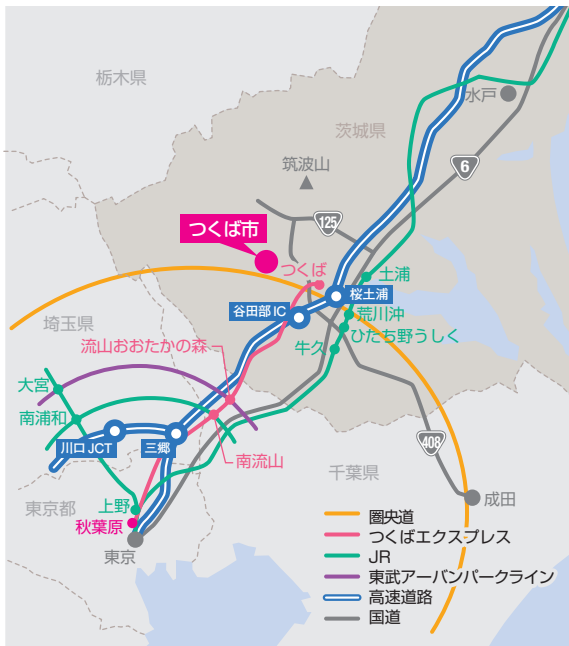 栃木県
水戸
茨城県
筑波山
6
125
つくば市
つくば
土浦
桜土浦
谷田部IC
荒川沖
ひたち野うしく
牛久
埼玉県
流山おおたかの森
大宮
南浦和
川口JCT
三郷
南流山
408
千葉県
成田
東京都
上野
秋葉原
東京
圏央道
つくばエクスプレス
JR
東武アーバンパークライン
高速道路
国道